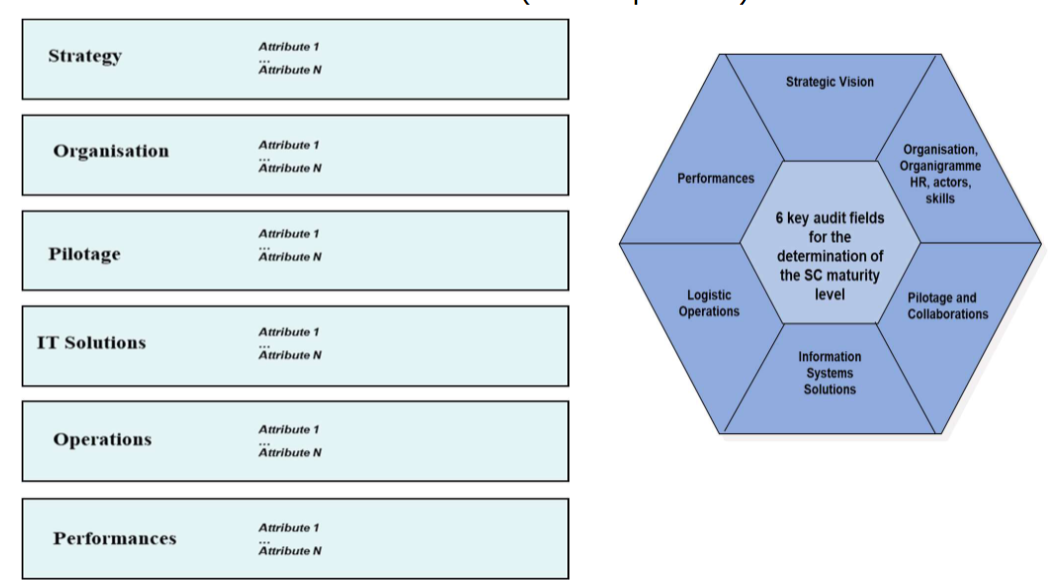 Strategy
Attribute 1
...
Attribute N
Organisation
Attribute 1
...
Attribute N
Pilotage
Attribute 1
...
Attribute N
IT Solutions
Attribute 1
...
Attribute N
Operations
Attribute 1
...
Attribute N
Performances
Attribute 1
...
Attribute N
Strategic Vision
Organisation,
Organigramme
HR, actors,
skills
Performances
6 key audit fields
for the
determination of
the SC maturity
level
Logistic
Operations
Pilotage and
Collaborations
Information
Systems
Solutions